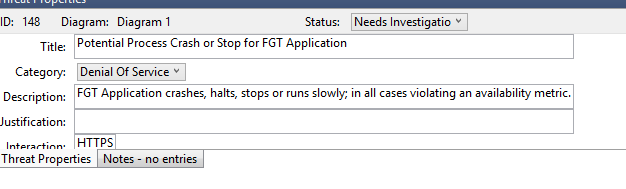 Threat Properties
ID: 148 Diagram: Diagram 1 Status: Needs Investigatio
Title: Potential Process Crash or Stop for FGT Application
Category: Denial Of Service
Description: FGT Application crashes, halts, stops or runs slowly; in all cases violating an availability metric.
Justification:
Interaction: HTTPS
Threat Properties Notes - no entries